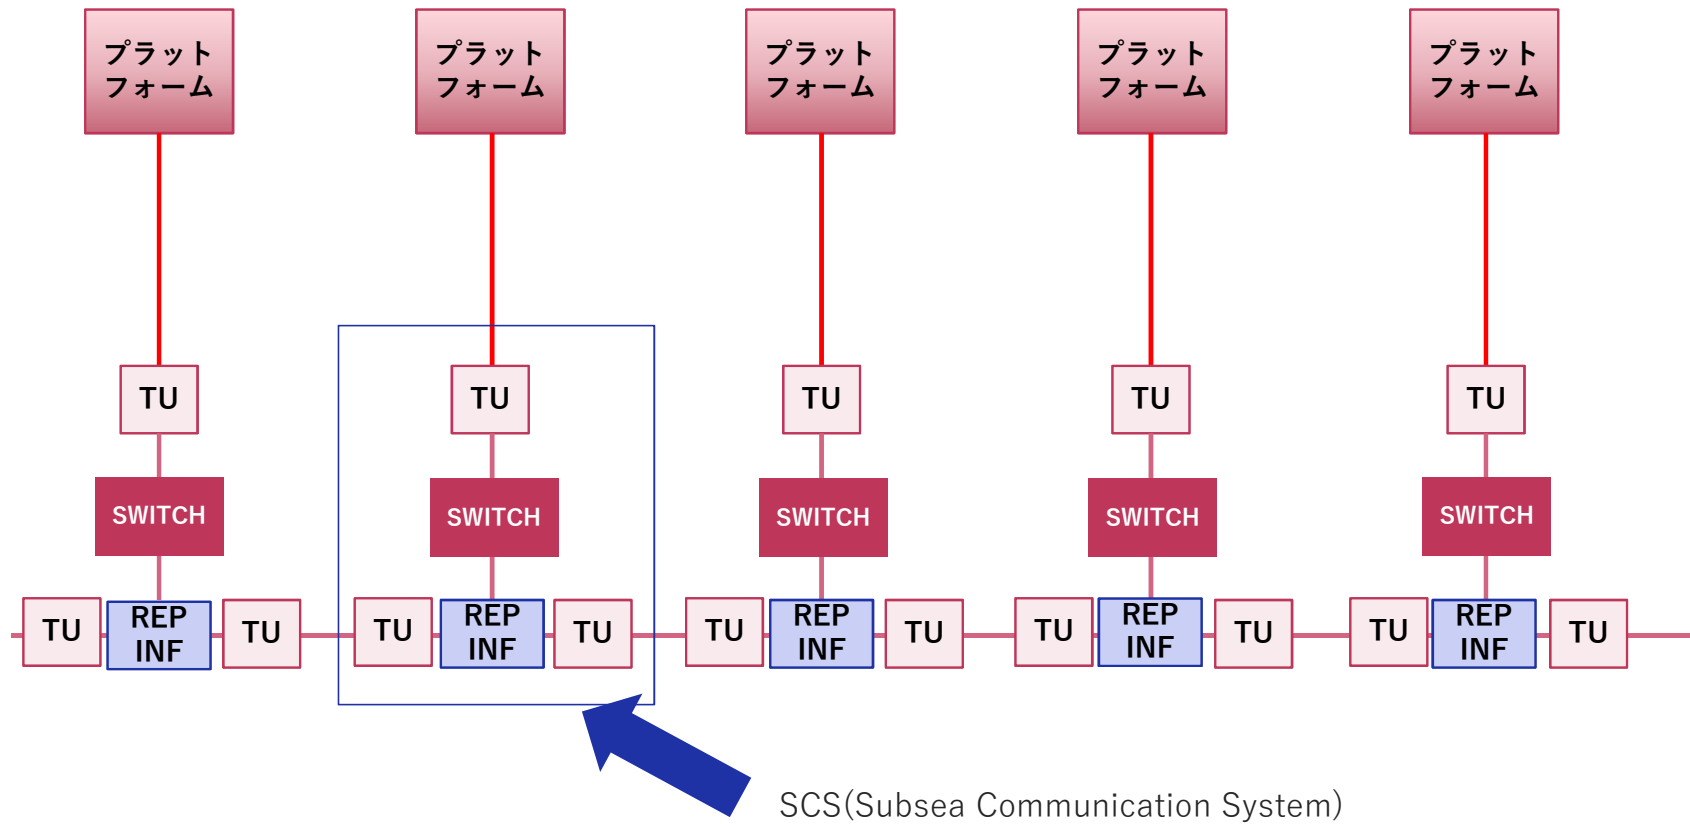 プラット
フォーム
プラット
フォーム
プラット
フォーム
プラット
フォーム
プラット
フォーム
TU
TU
TU
TU
TU
SWITCH
SWITCH
SWITCH
SWITCH
SWITCH
TU
REP
INF
TU
TU
REP
INF
TU
TU
REP
INF
TU
TU
REP
INF
TU
TU
REP
INF
TU
SCS(Subsea Communication System)